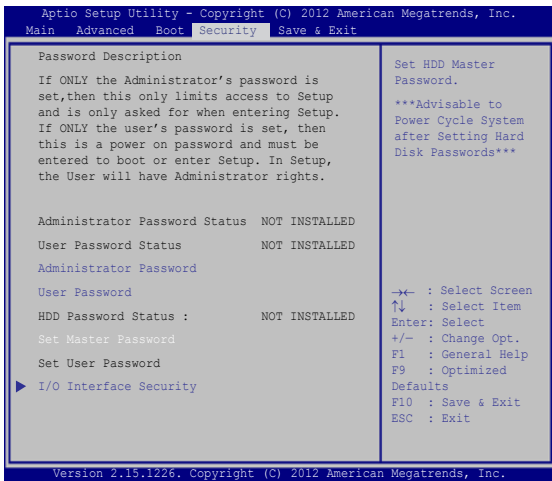 Aptio Setup Utility - Copyright (C) 2012 American Megatrends, Inc.
Main Advanced Boot Security Save & Exit
Password Description
If ONLY the Administrator's password is
set,then this only limits access to Setup
and is only asked for when entering Setup.
If ONLY the user's password is set, then
this is a power on password and must be
entered to boot or enter Setup. In Setup,
the User will have Administrator rights.
Administrator Password Status NOT INSTALLED
User Password Status NOT INSTALLED
Administrator Password
User Password
HDD Password Status : NOT INSTALLED
Set Master Password
Set User Password
I/O Interface Security
Set HDD Master
Password.
***Advisable to
Power Cycle System
after Setting Hard
Disk Passwords***
→← : Select Screen
↑↓ : Select Item
Enter: Select
+/— : Change Opt.
F1 : General Help
F9 : Optimized
Defaults
F10 : Save & Exit
ESC : Exit
Version 2.15.1226. Copyright (C) 2012 American Megatrends, Inc.